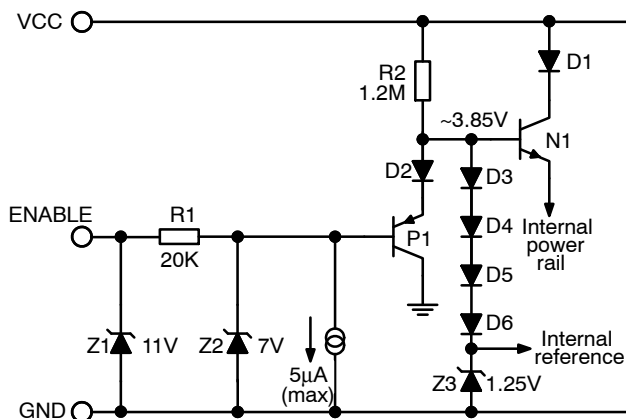 VCC
D1
R2
1.2M
~3.85V
N1
D2
D3
ENABLE
R1
P1
D4
Internal
power
rail
20K
D5
D6
Internal
reference
Z1
11V
Z2
7V
5μA
(max)
Z3
1.25V
GND